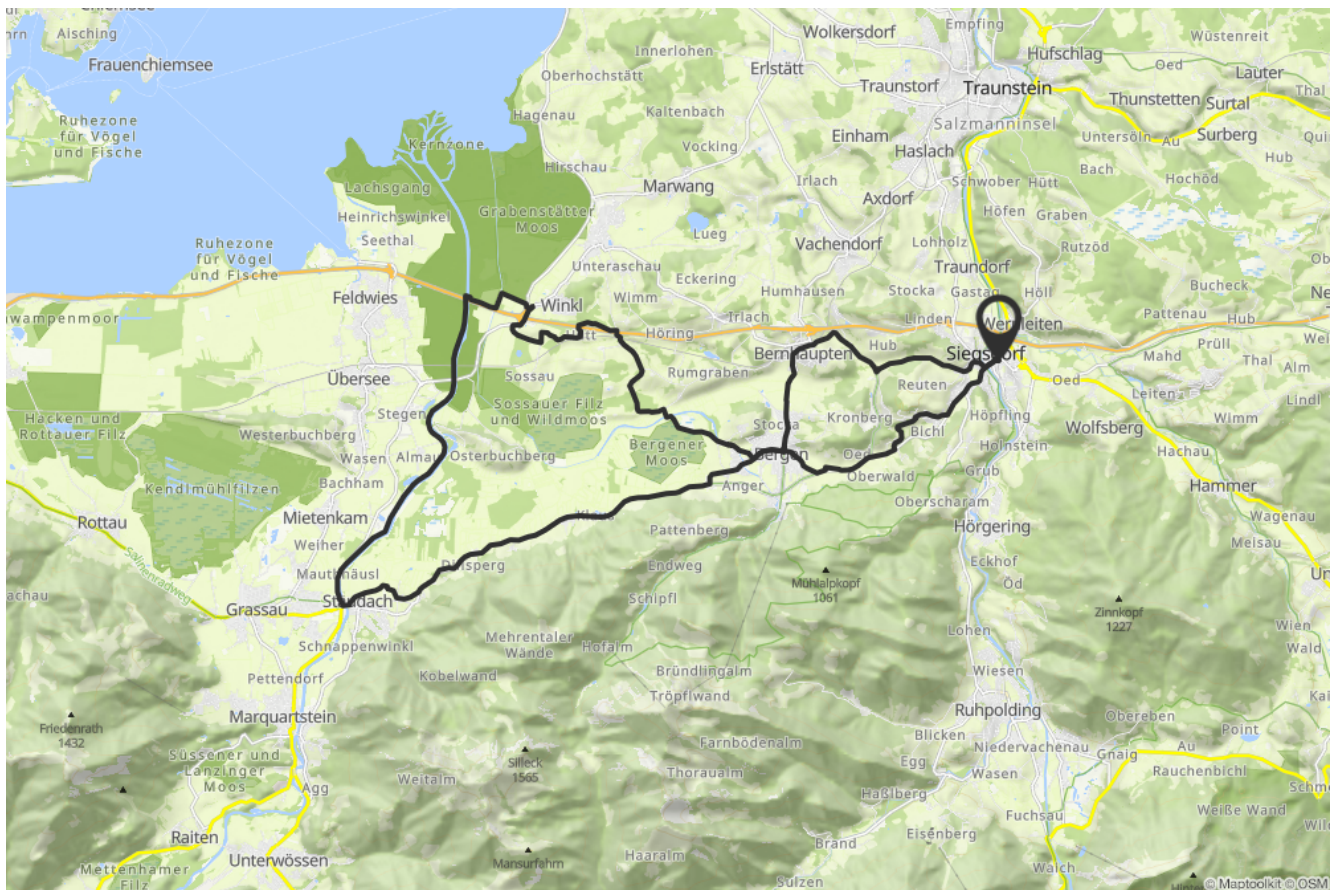 Aisching
Frauenchiemsee
Ruhezone
für Vögel
und Fische
Kernzone
Lachsgang
Heinrichswinkel
Seethal
Grabenstätter
Moos
Ruhezone
für Vögel
und Fische
Feldwies
Übersee
Stegen
Westerbuchberg
Wasen
Almau
Bachham
Osterbuchberg
Hacken und
Rottauer Filz
Kendlmühlfilzen
Rottau
Salinenradweg
Mietenkam
Weiher
Mauthäusl
Grassau
Staudach
Schnappenwinkl
Pettendorf
Marquartstein
Friedenrath
1432
Süssener und
Lanzinger
Moos
Agg
Raiten
Unterwössen
Mettenhamer
Filz
Empfing
Wolkersdorf
Hufschlag
Wüstenreit
Innerlohen
Erlstätt
Oed
Lauter
Oberhochstätt
Traunstorf
Traunstein
Thunstetten
Surtal
Thal
Hagenau
Kaltenbach
Salzmanninsel
Einham
Untersöln
Au
Surberg
Vocking
Haslach
Hub
Hirschau
Bach
Marwang
Irlach
Schwober
Hütt
Hochöd
Axdorf
Höfen
Graben
Lueg
Vachendorf
Lohholz
Rutzöd
Unteraschau
Eckering
Traundorf
Winkl
Wimm
Humhausen
Stocka
Gastag
Höll
Irlach
Linden
Wernleiten
Pattenau
Hub
Hütt
Höring
Bernhaupten
Hub
Siegsdorf
Mahd
Prüll
Thal
Alm
Sossau
Rumgraben
Reuten
Oed
Leiten
Sossauer Filz
und Wildmoos
Kronberg
Höpfling
Wimm
Lindl
Stocka
Bichl
Wolfsberg
Bergener
Moos
Bergen
Oed
Holnstein
Hachau
Anger
Oberwald
Grub
Hammer
Oberscharam
Klaus
Pattenberg
Hörgering
Wagenau
Meisau
Endweg
Eckhof
Mühlalpkopf
1061
Öd
Schipfl
Zinnkopf
1227
Mehrentaler
Wände
Hofalm
Lohen
Wien
Wald
Kobelwand
Bründlingalm
Wiesen
Tröpflwand
Ruhpolding
Obereben
Point
Farnbödenalm
Blicken
Niedervachenau
Gnaig
Au
Silleck
1565
Weitalm
Egg
Wasen
Rauchenbichl
Thoraualm
Haßlberg
Fuchsau
Weiße Wand
Eisenberg
Brand
Mansurfahrn
Haaralm
Waich
Sulzen
© Maptoolkit © OSM